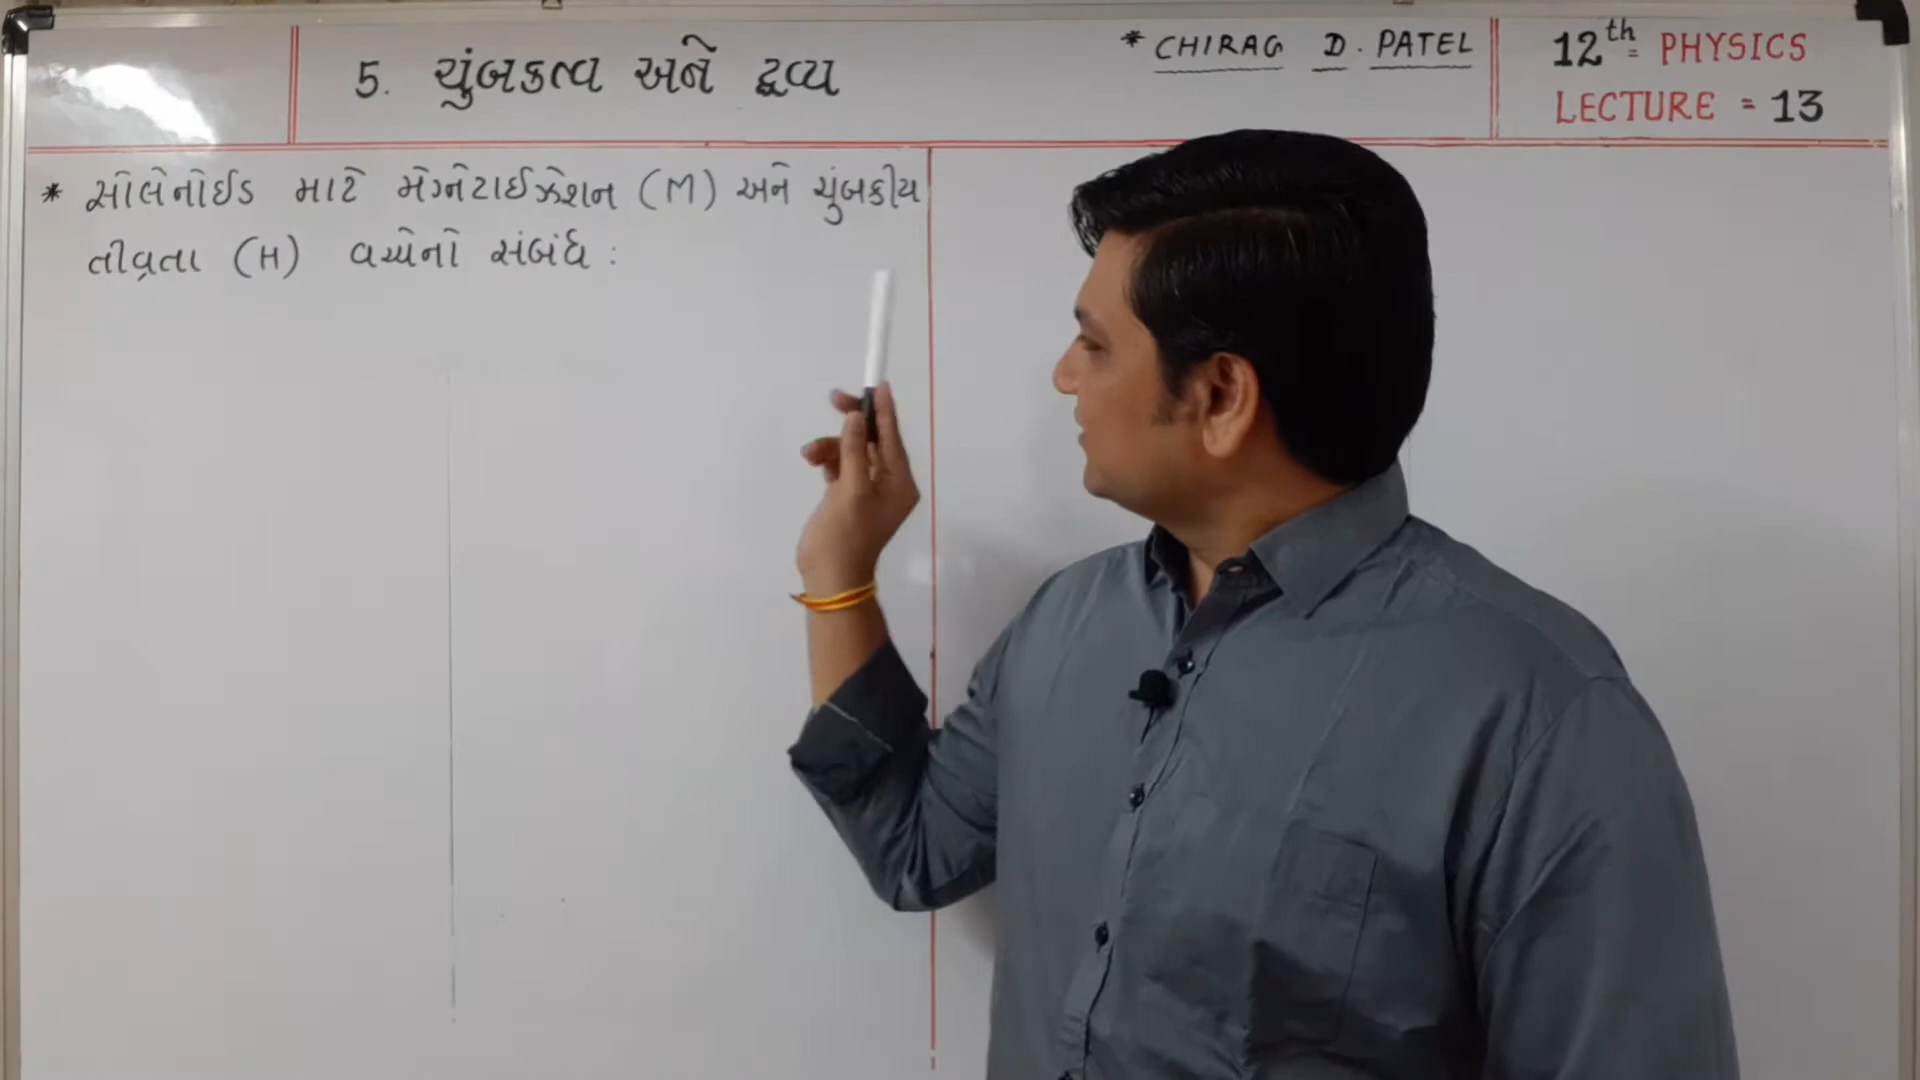 5. ચુંબકત્વ અને દ્રવ્ય
* CHIRAG D. PATEL
12th PHYSICS
LECTURE = 13
* સોલેનોઈડ માટે મેગ્નેટાઈઝેશન (M) અને ચુંબકીય
તીવ્રતા (H) વચ્ચેનો સંબંધ :